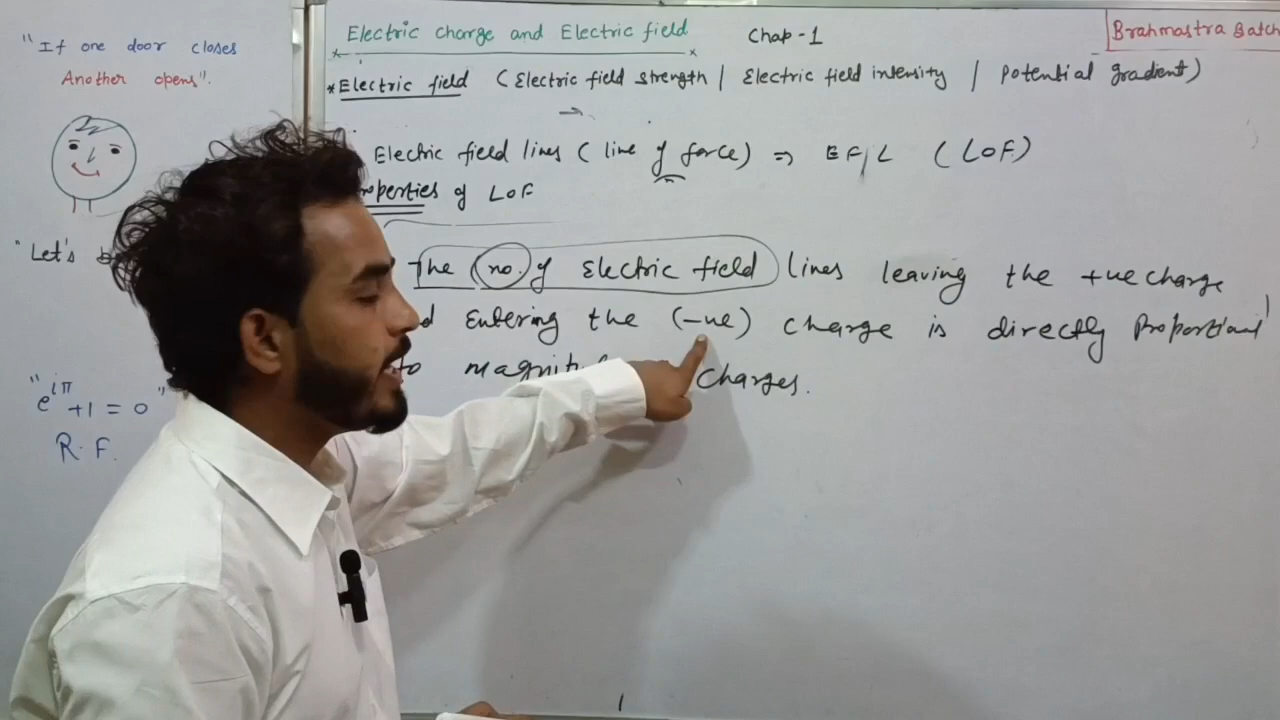 "If one door closes
Another opens".
"Let's
"e^iπ +1 = 0"
R. F.
Electric charge and Electric field Chap-1
Brahmastra Batch
* Electric field (Electric field strength | Electric field intensity | Potential gradient)
Electric field lines (line of force) ⇒ EFL (LOF)
Properties of LOF
The no. of Electric field lines leaving the +ve charge
Entering the (-ve) charge is directly Proportional
to charges.